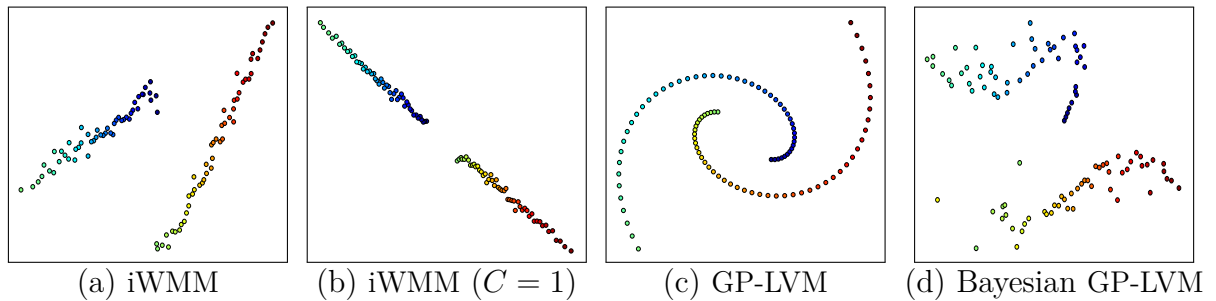 (a) iWMM
(b) iWMM (C = 1)
(c) GP-LVM
(d) Bayesian GP-LVM